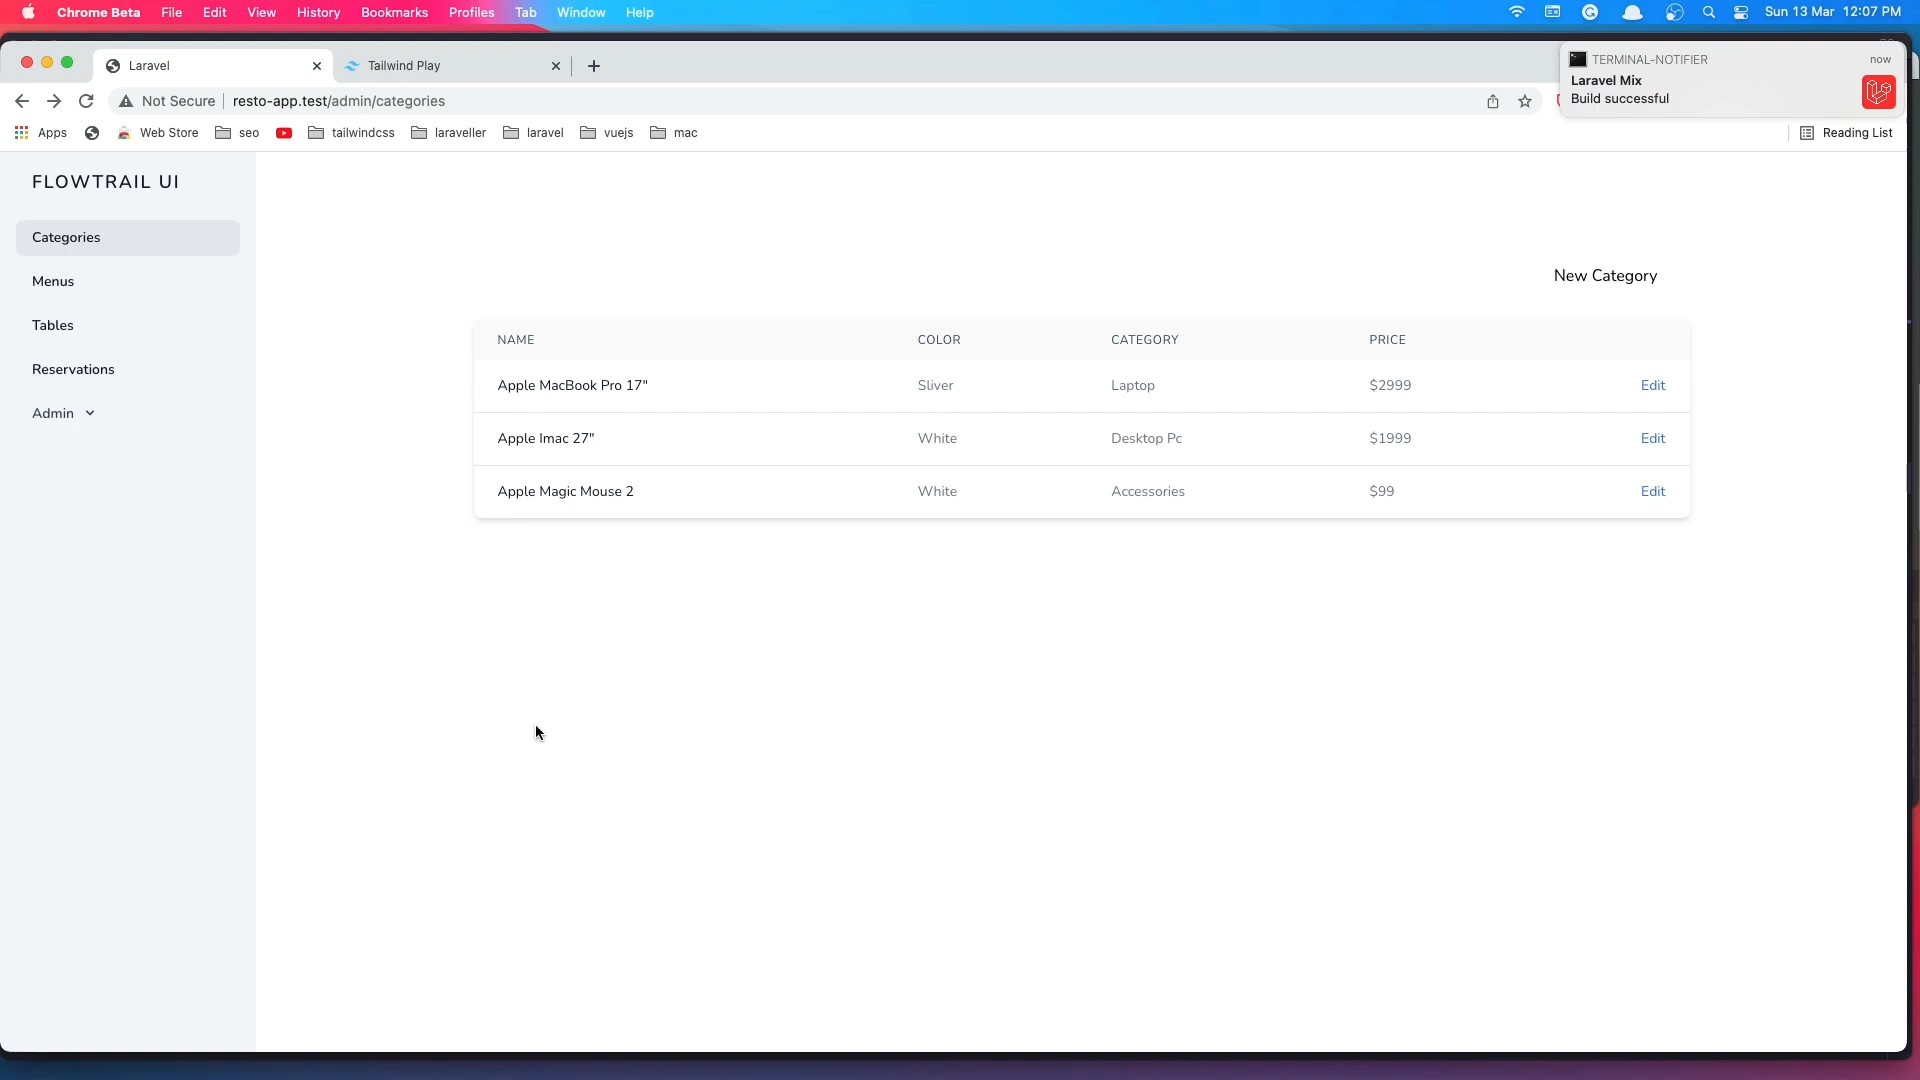 Chrome Beta File Edit View History Bookmarks Profiles Tab Window Help Sun 13 Mar 12:07 PM
Laravel Tailwind Play
TERMINAL-NOTIFIER now
Laravel Mix
Build successful
Not Secure resto-app.test/admin/categories
Apps Web Store seo tailwindcss laraveller laravel vuejs mac Reading List
FLOWTRAIL UI
Categories
Menus
Tables
Reservations
Admin
New Category
NAME COLOR CATEGORY PRICE
Apple MacBook Pro 17" Sliver Laptop $2999 Edit
Apple Imac 27" White Desktop Pc $1999 Edit
Apple Magic Mouse 2 White Accessories $99 Edit